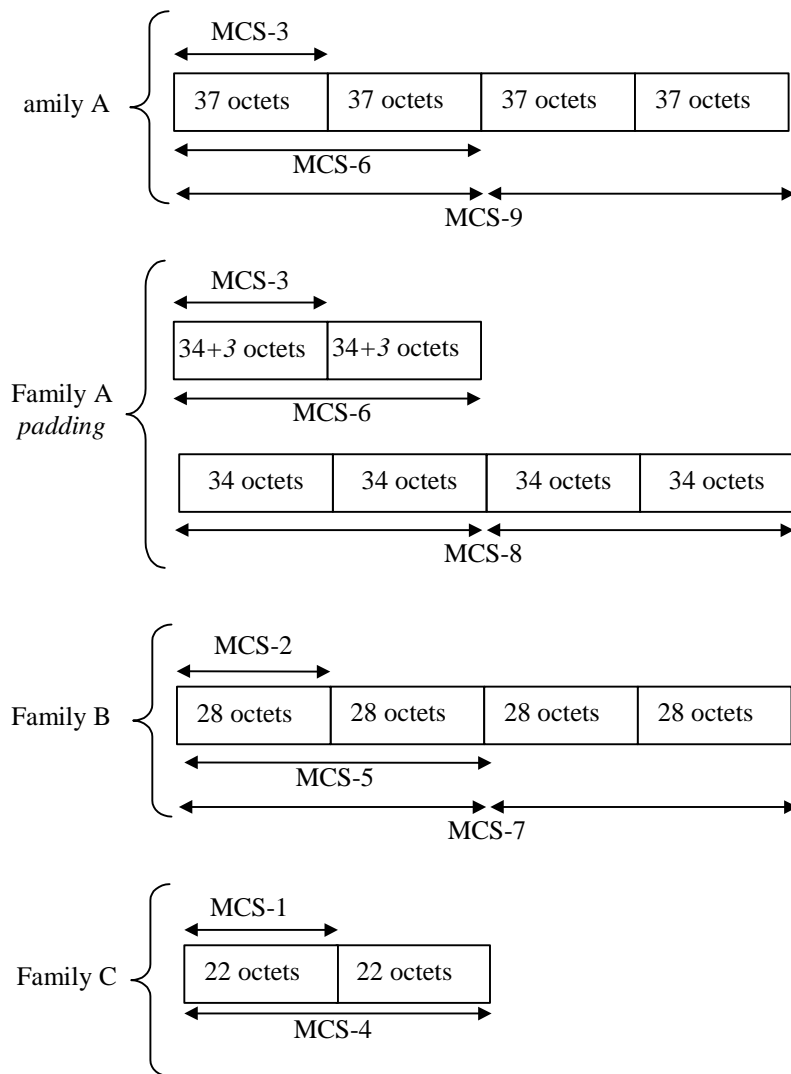 MCS-3
amily A
37 octets 37 octets 37 octets 37 octets
MCS-6
MCS-9
MCS-3
34+3 octets 34+3 octets
Family A
padding
MCS-6
34 octets 34 octets 34 octets 34 octets
MCS-8
MCS-2
Family B
28 octets 28 octets 28 octets 28 octets
MCS-5
MCS-7
MCS-1
Family C
22 octets 22 octets
MCS-4